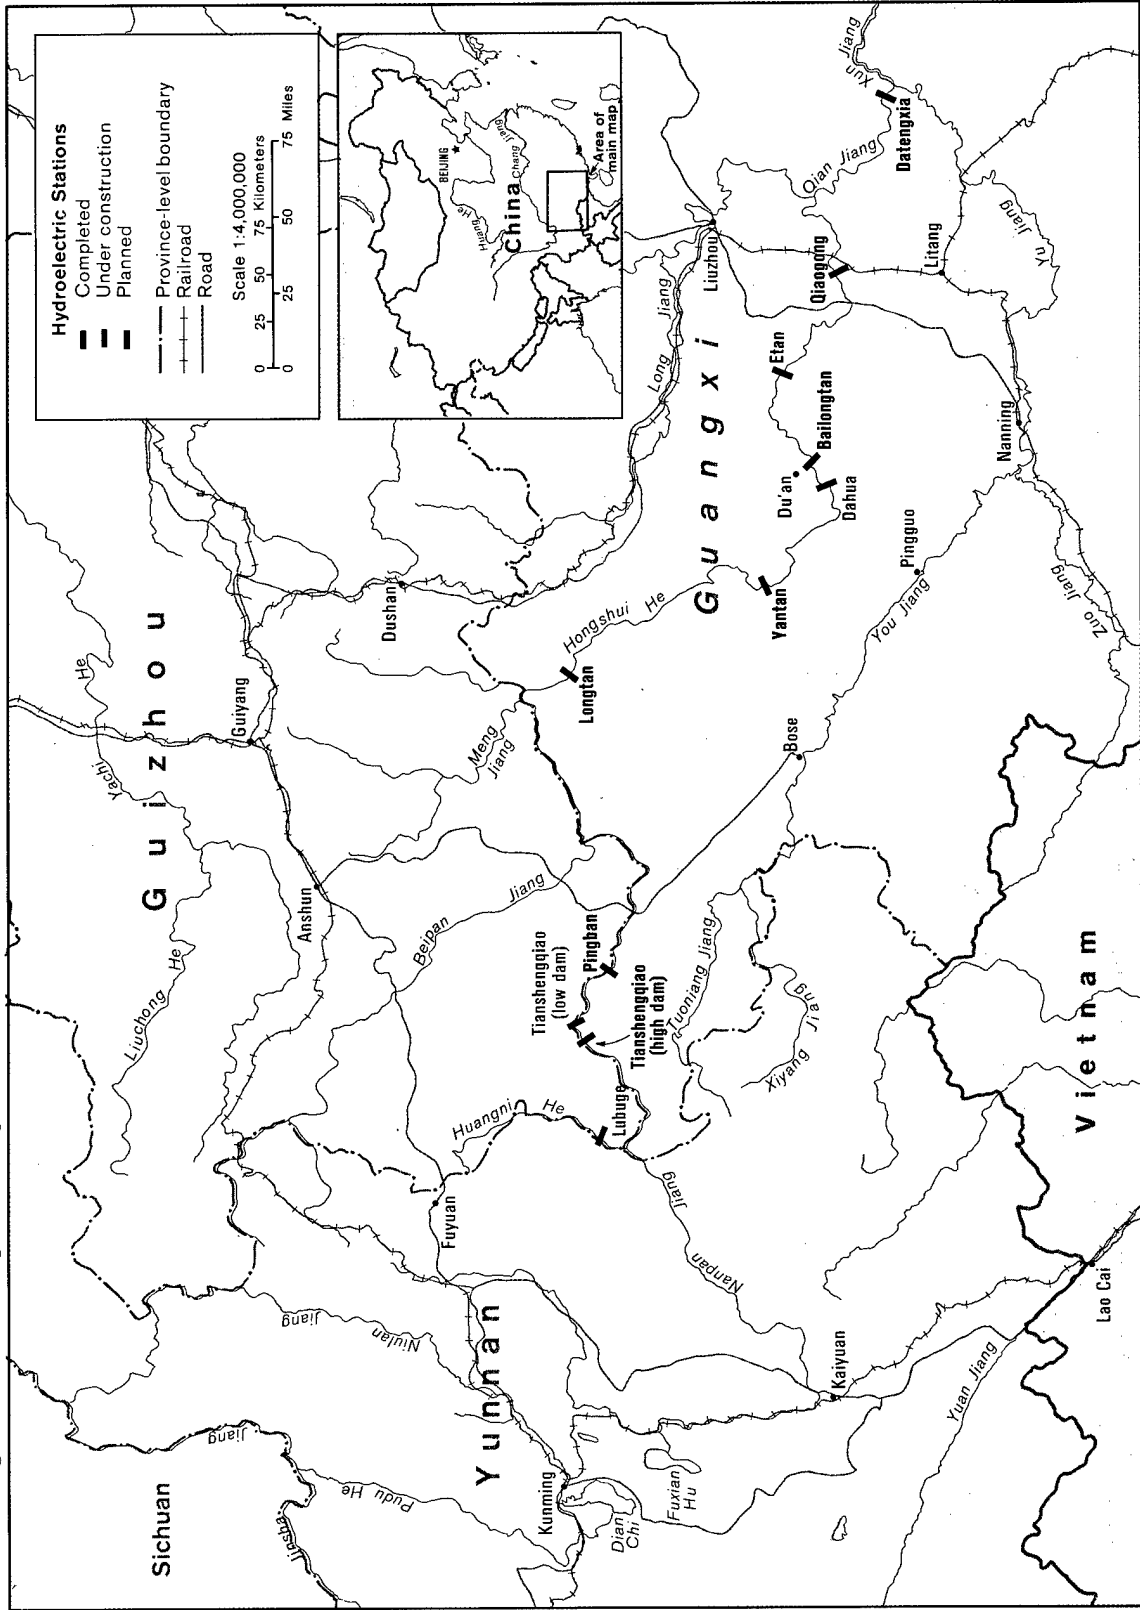 Hydroelectric Stations
Completed
Under construction
Planned
Province-level boundary
Railroad
Road
Scale 1:4,000,000
0 25 50 75 Kilometers
0 25 50 75 Miles
BEIJING
Huang He
China
Chang Jiang
Area of
main map
Sichuan
Jinsha
Jiang
Pudu He
Niulan
Jiang
Yunnan
Kunming
Dian
Chi
Fuxian
Hu
Fuyuan
Kaiyuan
Yuan Jiang
Lao Cai
Nanpan
Jiang
Huangni
He
Lubuge
Guizhou
Liuchong
He
Yachi
He
Guiyang
Anshun
Beipan
Jiang
Meng
Jiang
Dushan
Tianshengqiao
(low dam)
Tianshengqiao
(high dam)
Pingban
Tuoniang Jiang
Xiyang
Jiang
Vietnam
Longtan
Hongshui
He
Guangxi
Yantan
Bose
You Jiang
Pingguo
Zuo Jiang
Nanning
Du'an
Dahua
Bailongtan
Etan
Long
Jiang
Liuzhou
Qiaogong
Litang
Yu Jiang
Qian Jiang
Datengxia
Xun
Jiang